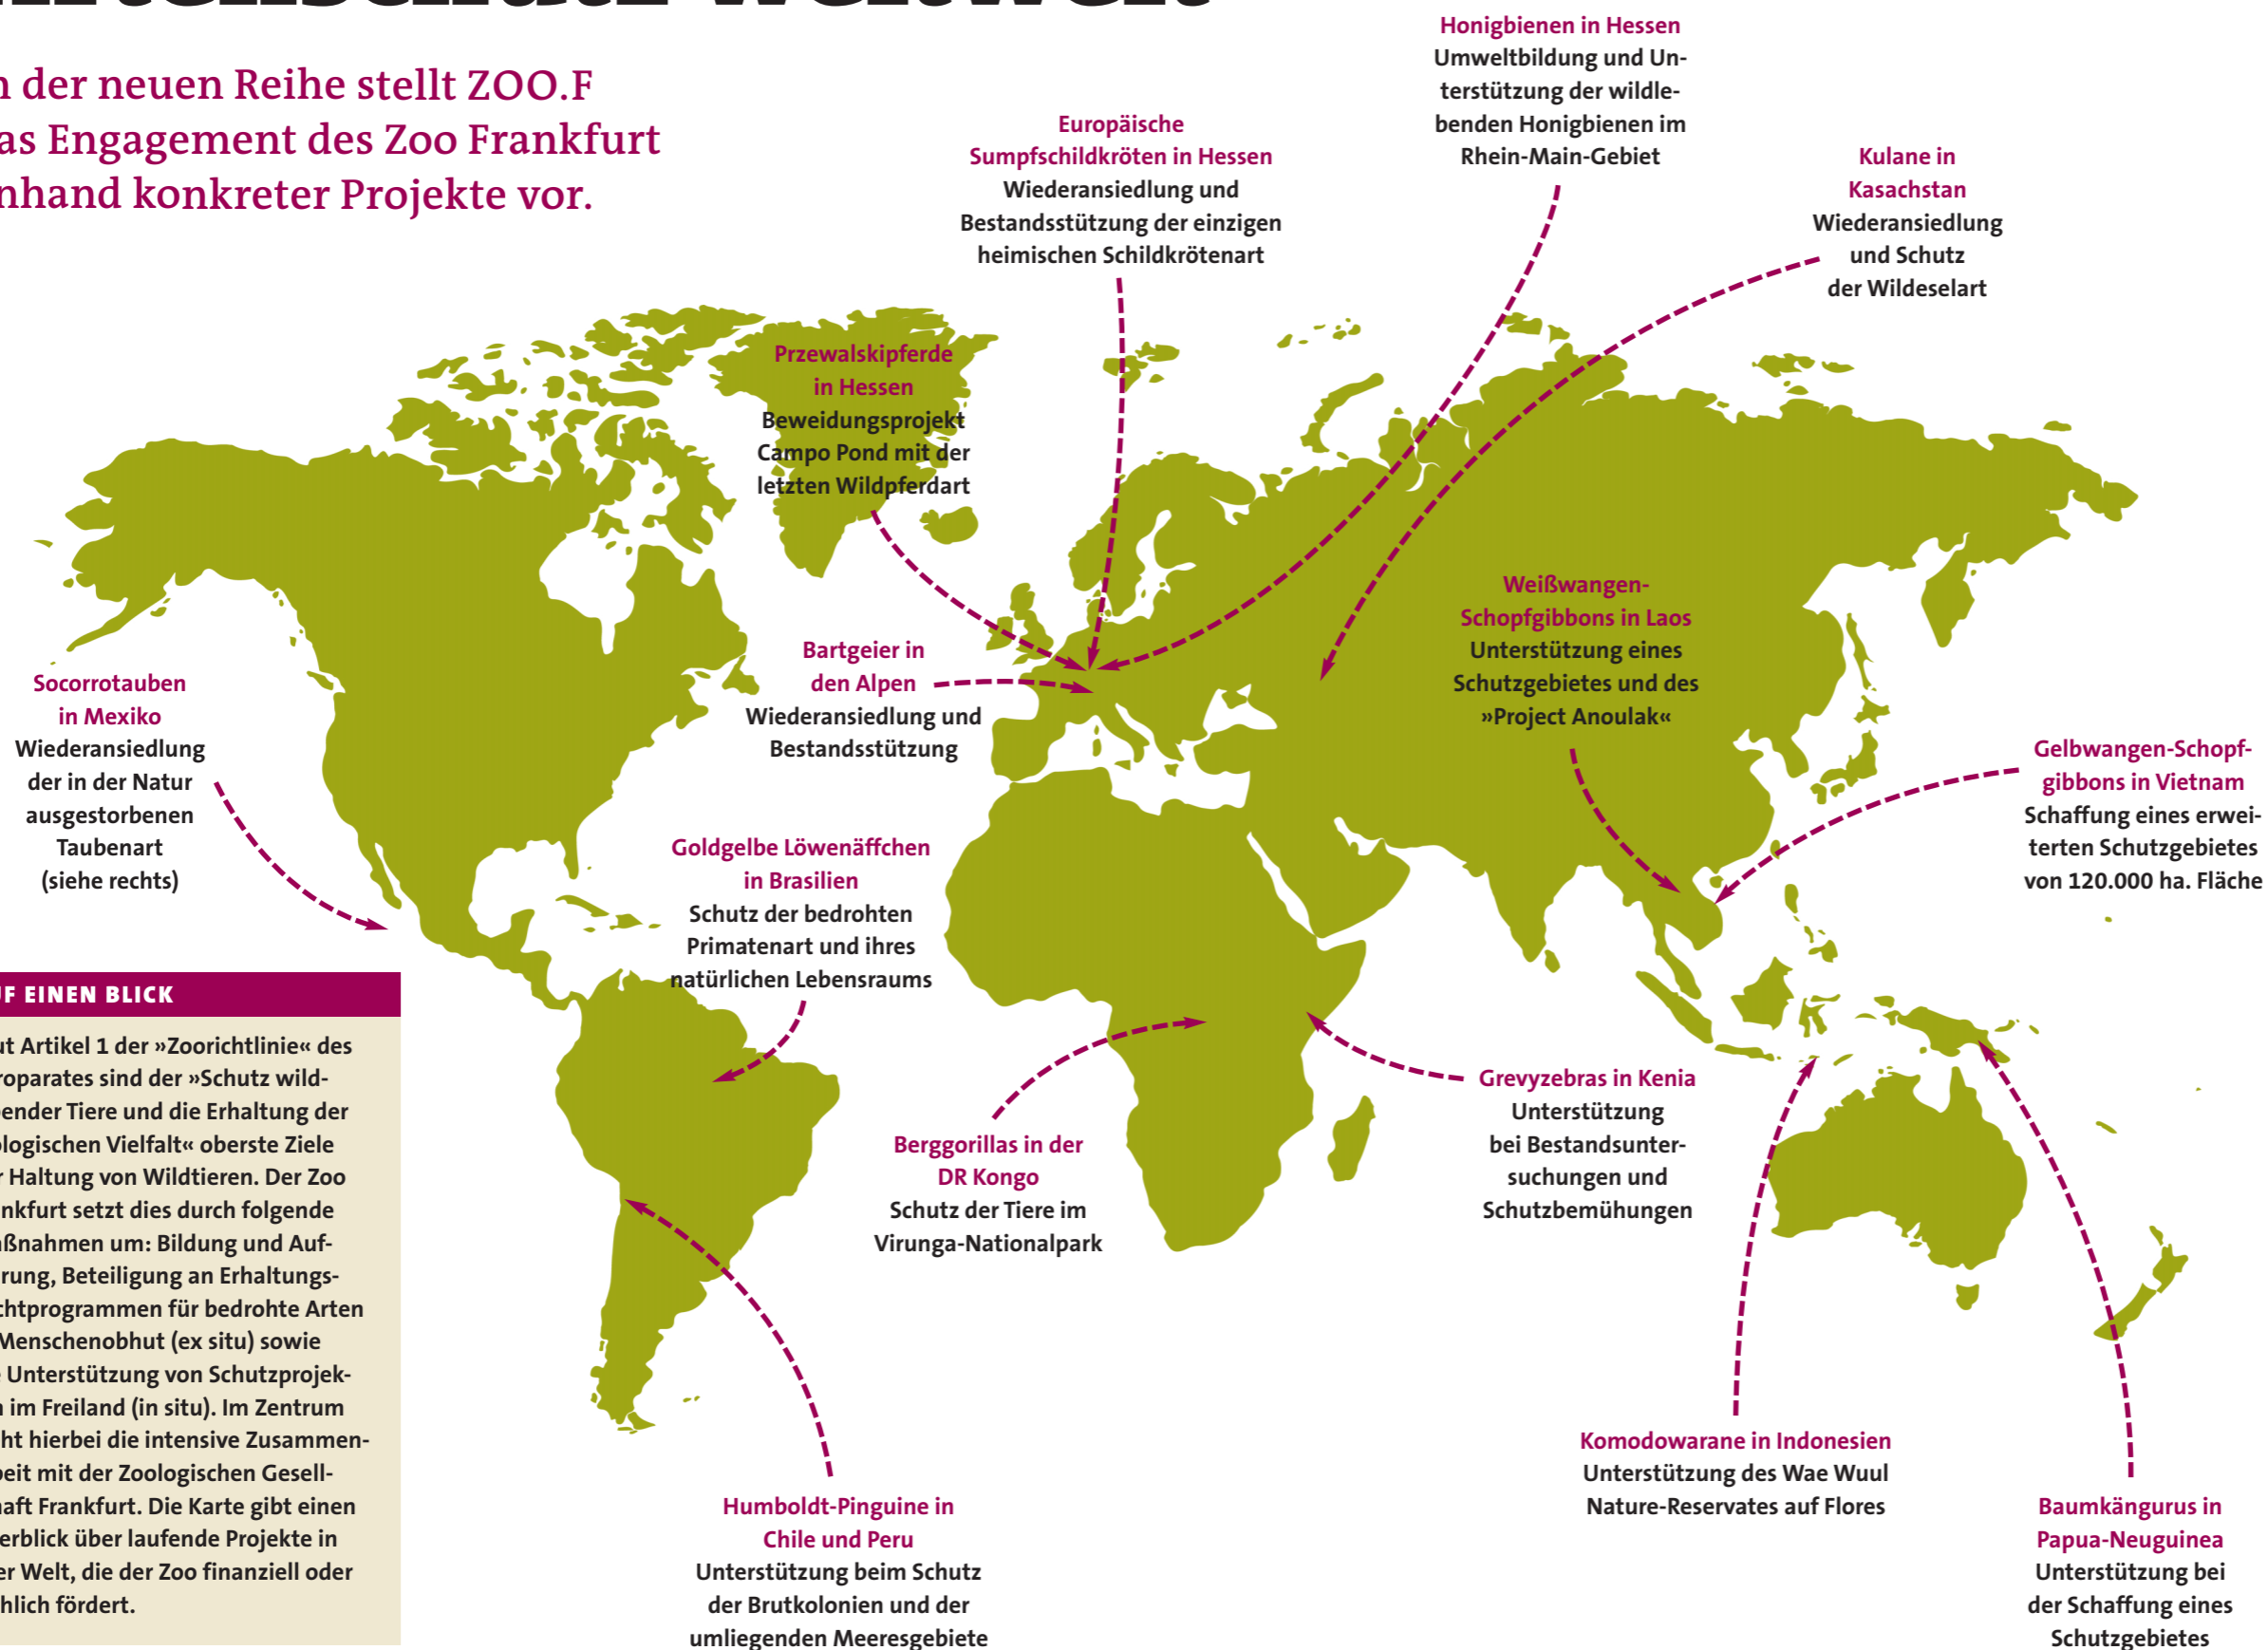 n der neuen Reihe stellt ZOO.F
as Engagement des Zoo Frankfurt
nhand konkreter Projekte vor.
Honigbienen in Hessen
Umweltbildung und Un-
terstützung der wildle-
benden Honigbienen im
Rhein-Main-Gebiet
Europäische
Sumpfschildkröten in Hessen
Wiederansiedlung und
Bestandsstützung der einzigen
heimischen Schildkrötenart
Kulane in
Kasachstan
Wiederansiedlung
und Schutz
der Wildeselart
Przewalskipferde
in Hessen
Beweidungsprojekt
Campo Pond mit der
letzten Wildpferdart
Weißwangen-
Schopfgibbons in Laos
Unterstützung eines
Schutzgebietes und des
»Project Anoulak«
Bartgeier in
den Alpen
Wiederansiedlung und
Bestandsstützung
Socorrotauben
in Mexiko
Wiederansiedlung
der in der Natur
ausgestorbenen
Taubenart
(siehe rechts)
Gelbwangen-Schopf-
gibbons in Vietnam
Schaffung eines erwei-
terten Schutzgebietes
von 120.000 ha. Fläche
Goldgelbe Löwenäffchen
in Brasilien
Schutz der bedrohten
Primatenart und ihres
natürlichen Lebensraums
UF EINEN BLICK
ut Artikel 1 der »Zoorichtlinie« des
roparates sind der »Schutz wild-
ender Tiere und die Erhaltung der
ologischen Vielfalt« oberste Ziele
r Haltung von Wildtieren. Der Zoo
nkfurt setzt dies durch folgende
aßnahmen um: Bildung und Auf-
rung, Beteiligung an Erhaltungs-
chtprogrammen für bedrohte Arten
Menschenobhut (ex situ) sowie
e Unterstützung von Schutzprojek-
n im Freiland (in situ). Im Zentrum
ht hierbei die intensive Zusammen-
beit mit der Zoologischen Gesell-
haft Frankfurt. Die Karte gibt einen
erblick über laufende Projekte in
er Welt, die der Zoo finanziell oder
chlich fördert.
Berggorillas in der
DR Kongo
Schutz der Tiere im
Virunga-Nationalpark
Grevyzebras in Kenia
Unterstützung
bei Bestandsunter-
suchungen und
Schutzbemühungen
Humboldt-Pinguine in
Chile und Peru
Unterstützung beim Schutz
der Brutkolonien und der
umliegenden Meeresgebiete
Komodowarane in Indonesien
Unterstützung des Wae Wuul
Nature-Reservates auf Flores
Baumkängurus in
Papua-Neuguinea
Unterstützung bei
der Schaffung eines
Schutzgebietes